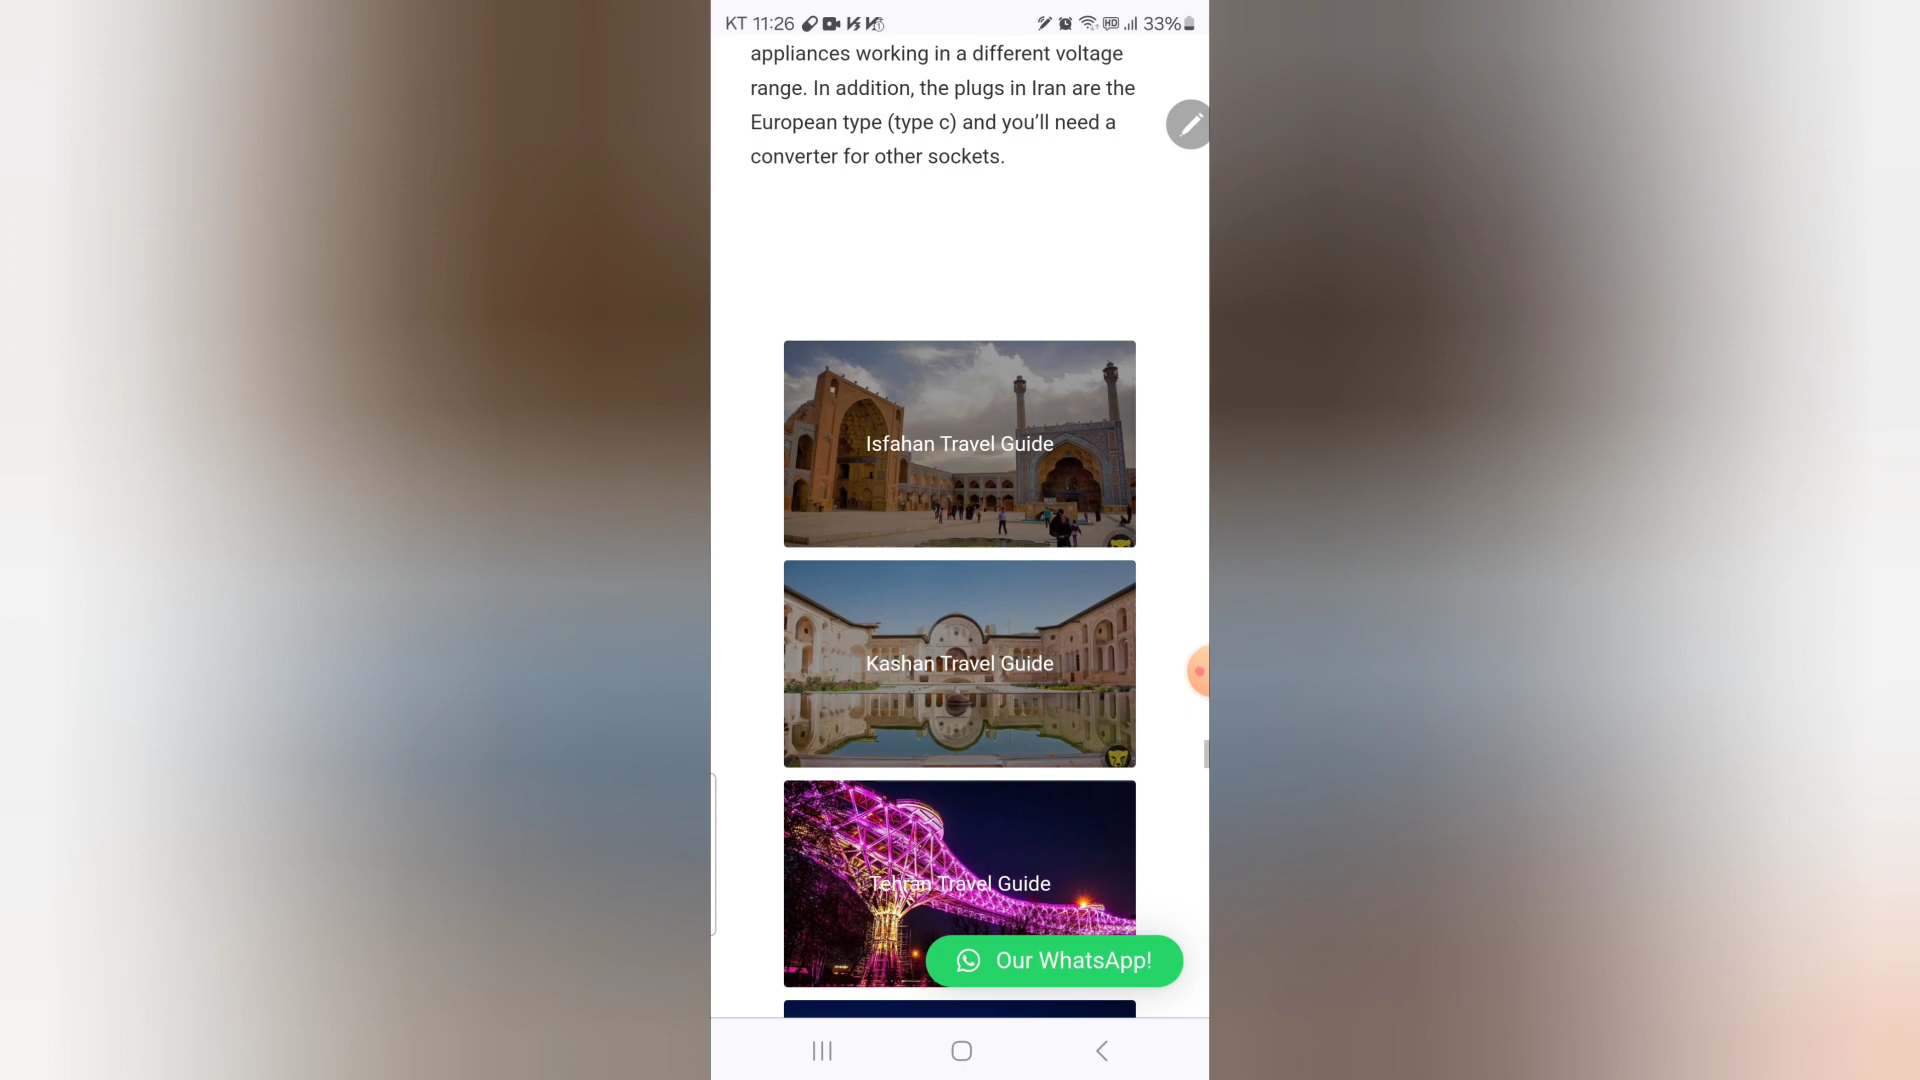 KT 11:26
33%
appliances working in a different voltage
range. In addition, the plugs in Iran are the
European type (type c) and you’ll need a
converter for other sockets.
Isfahan Travel Guide
Kashan Travel Guide
Tehran Travel Guide
Our WhatsApp!